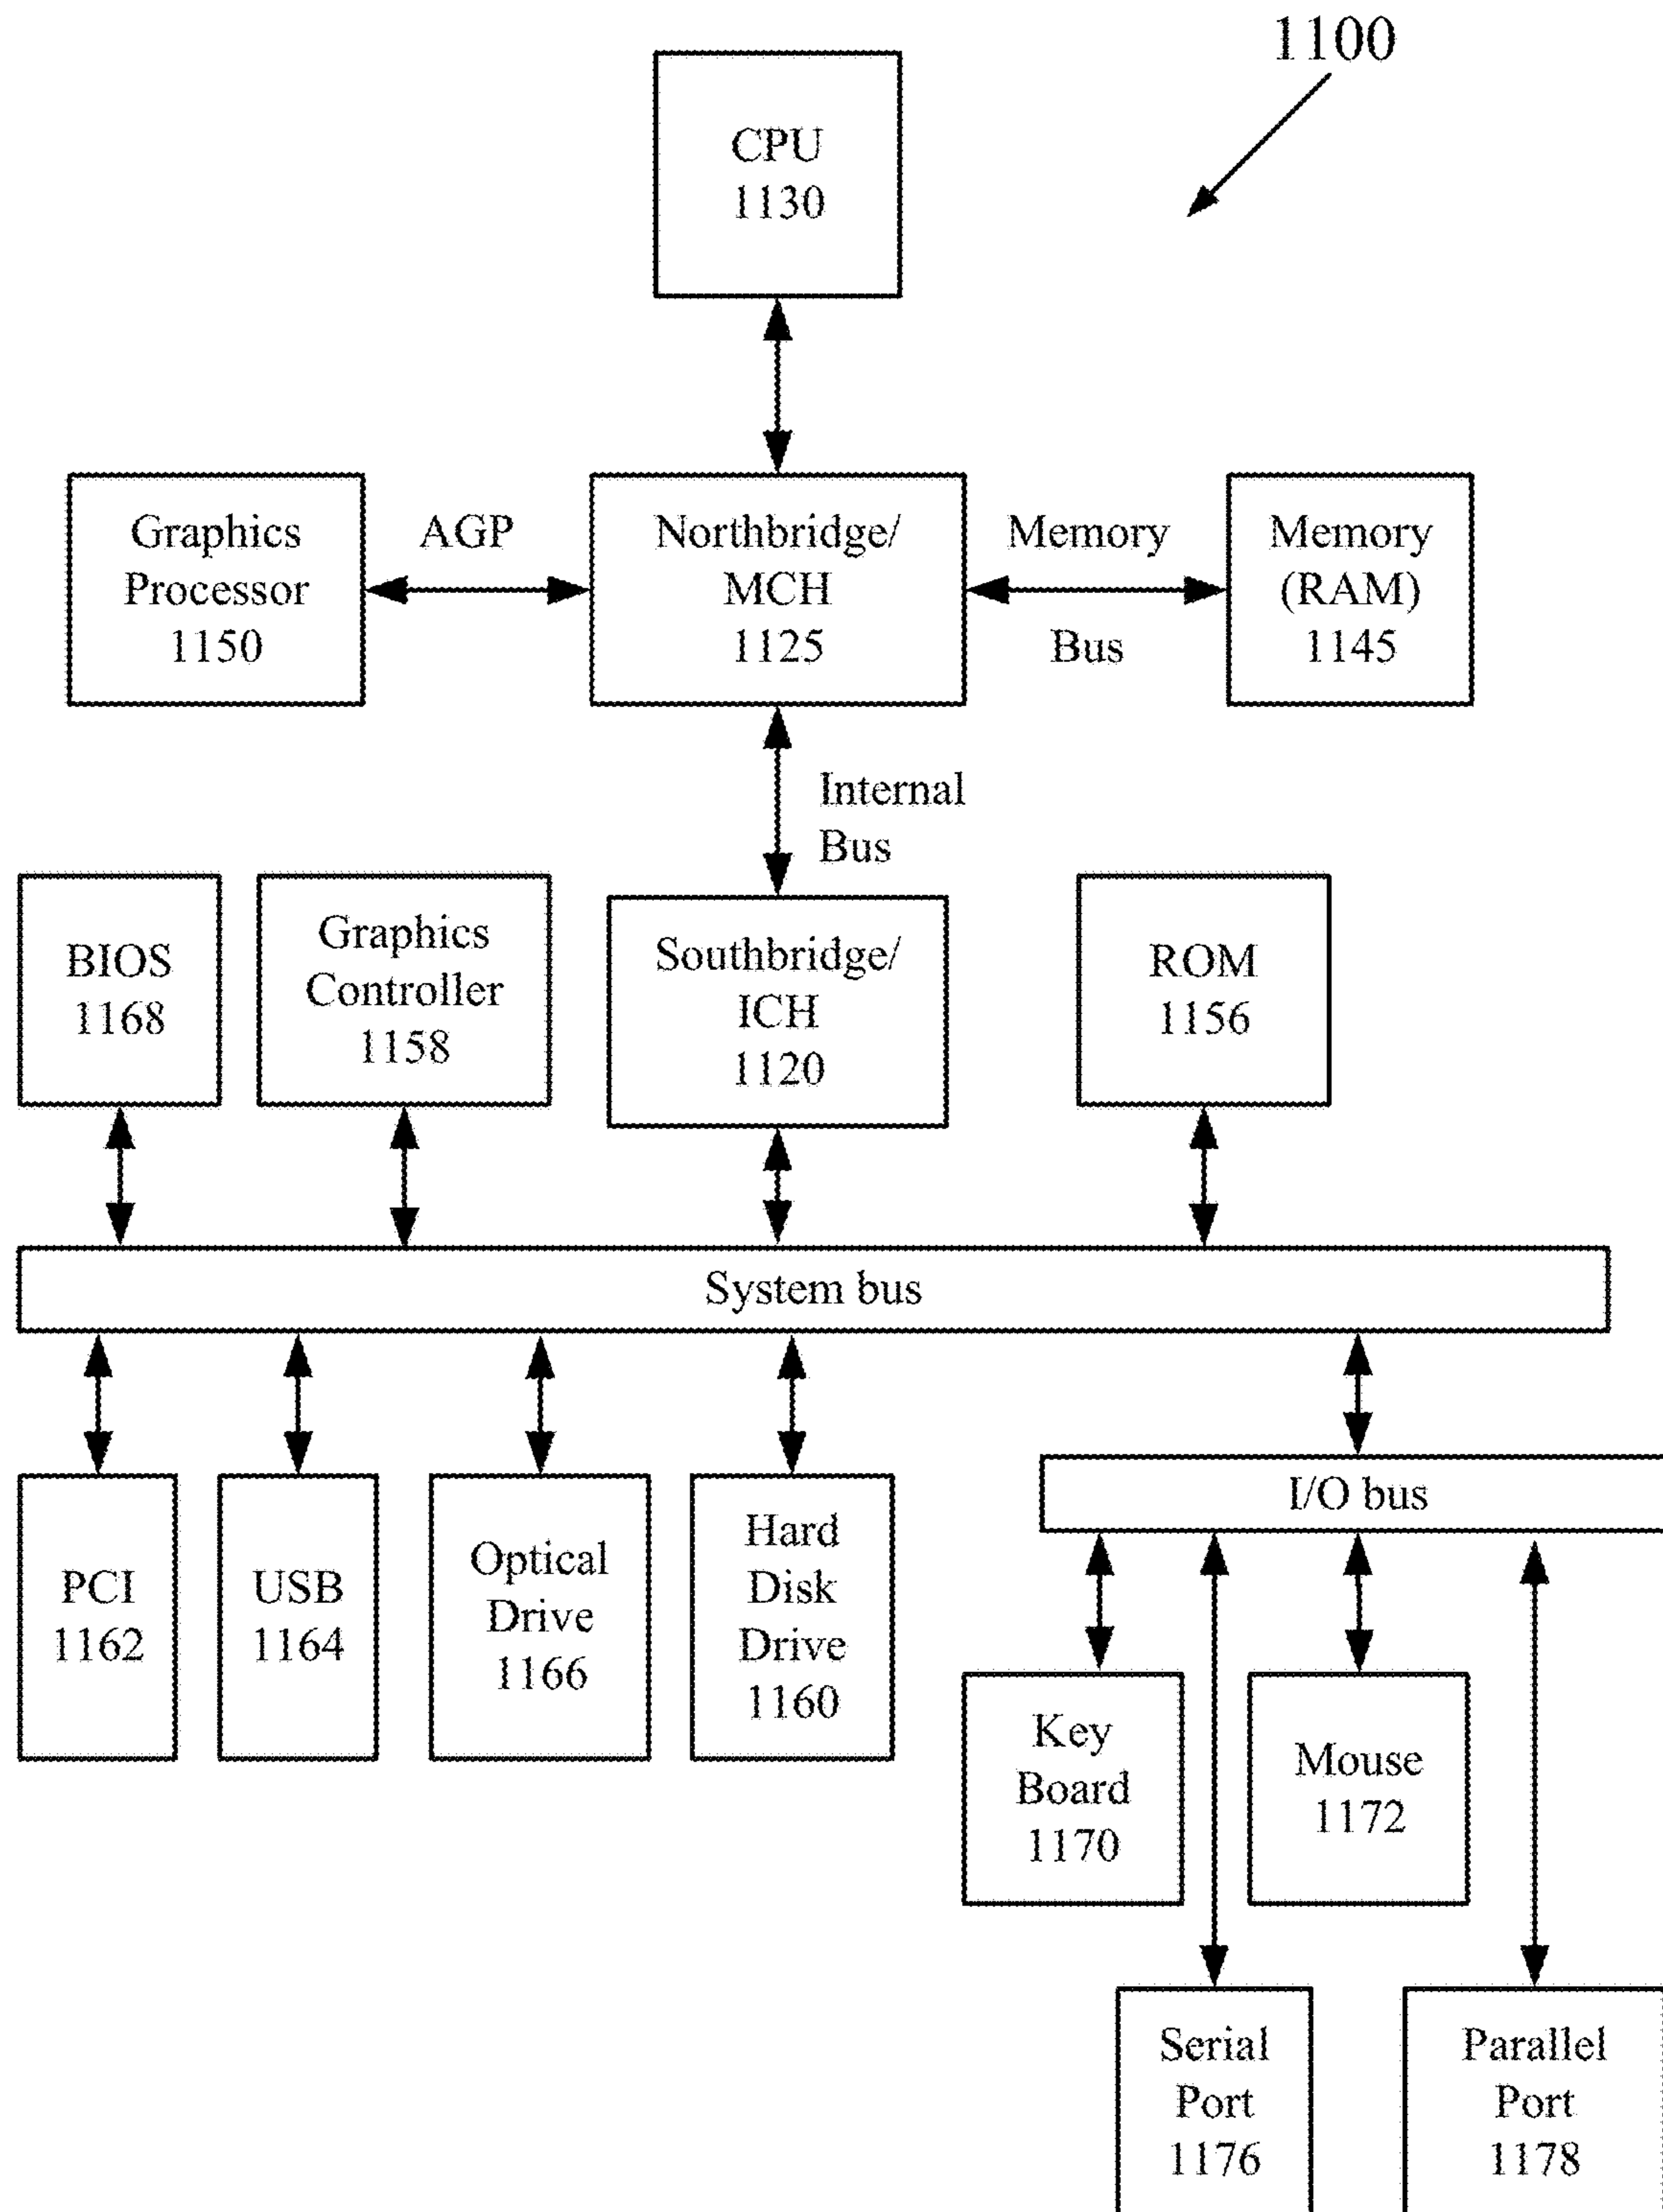 1100
CPU
1130
Graphics
Processor
1150
AGP
Northbridge/
MCH
1125
Memory
Bus
Memory
(RAM)
1145
Internal
Bus
BIOS
1168
Graphics
Controller
1158
Southbridge/
ICH
1120
ROM
1156
System bus
PCI
1162
USB
1164
Optical
Drive
1166
Hard
Disk
Drive
1160
I/O bus
Key
Board
1170
Mouse
1172
Serial
Port
1176
Parallel
Port
1178